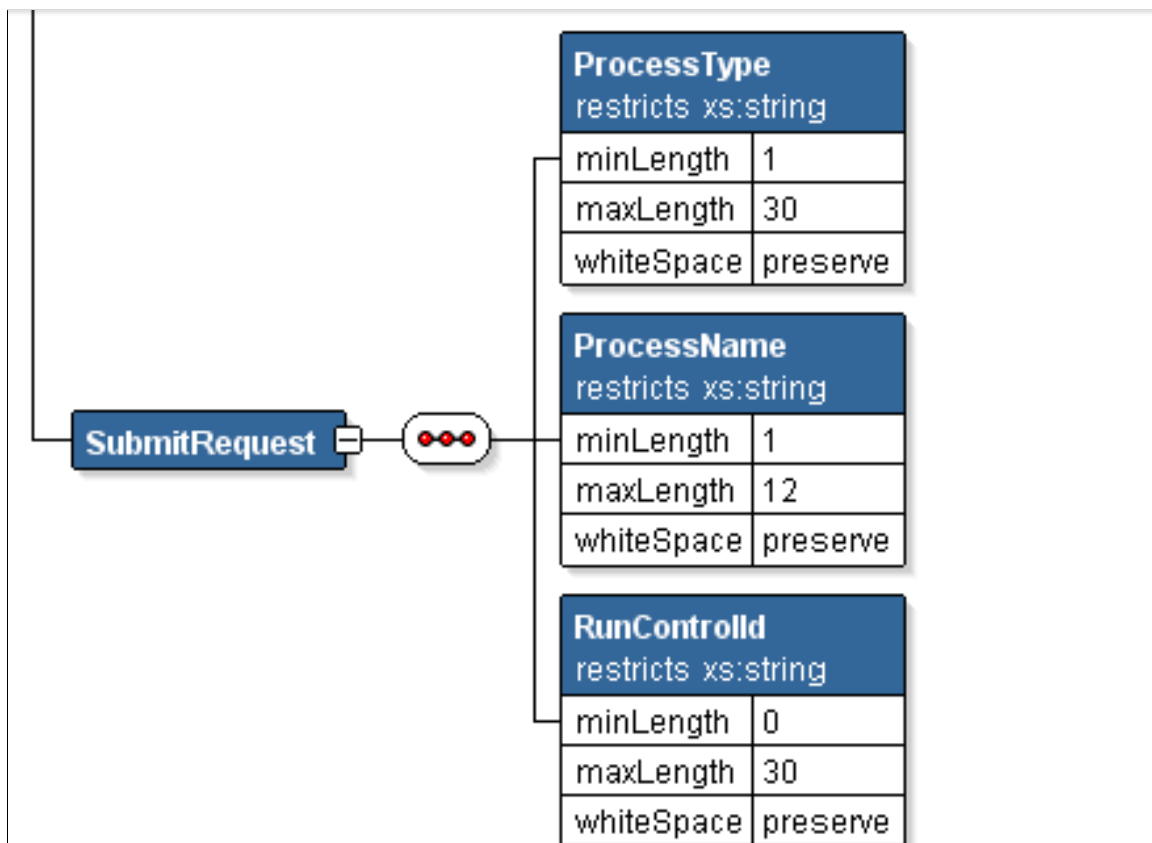 ProcessType
restricts xs:string
minLength 1
maxLength 30
whiteSpace preserve
ProcessName
restricts xs:string
SubmitRequest
minLength 1
maxLength 12
whiteSpace preserve
RunControlId
restricts xs:string
minLength 0
maxLength 30
whiteSpace preserve